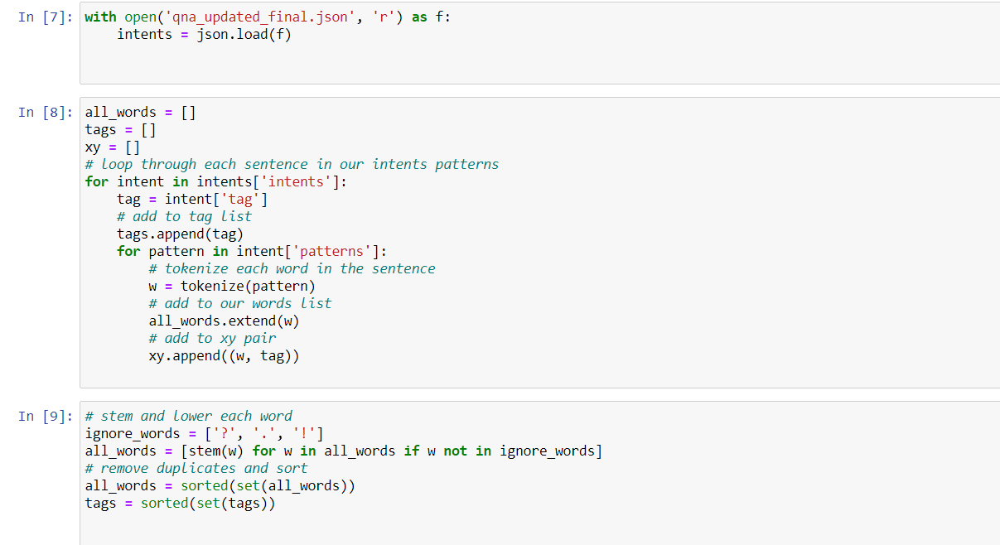 In [7]: with open('qna_updated_final.json', 'r') as f:
    intents = json.load(f)
In [8]: all_words = []
tags = []
xy = []
# loop through each sentence in our intents patterns
for intent in intents['intents']:
    tag = intent['tag']
    # add to tag list
    tags.append(tag)
    for pattern in intent['patterns']:
        # tokenize each word in the sentence
        w = tokenize(pattern)
        # add to our words list
        all_words.extend(w)
        # add to xy pair
        xy.append((w, tag))
In [9]: # stem and lower each word
ignore_words = ['?', '.', '!']
all_words = [stem(w) for w in all_words if w not in ignore_words]
# remove duplicates and sort
all_words = sorted(set(all_words))
tags = sorted(set(tags))